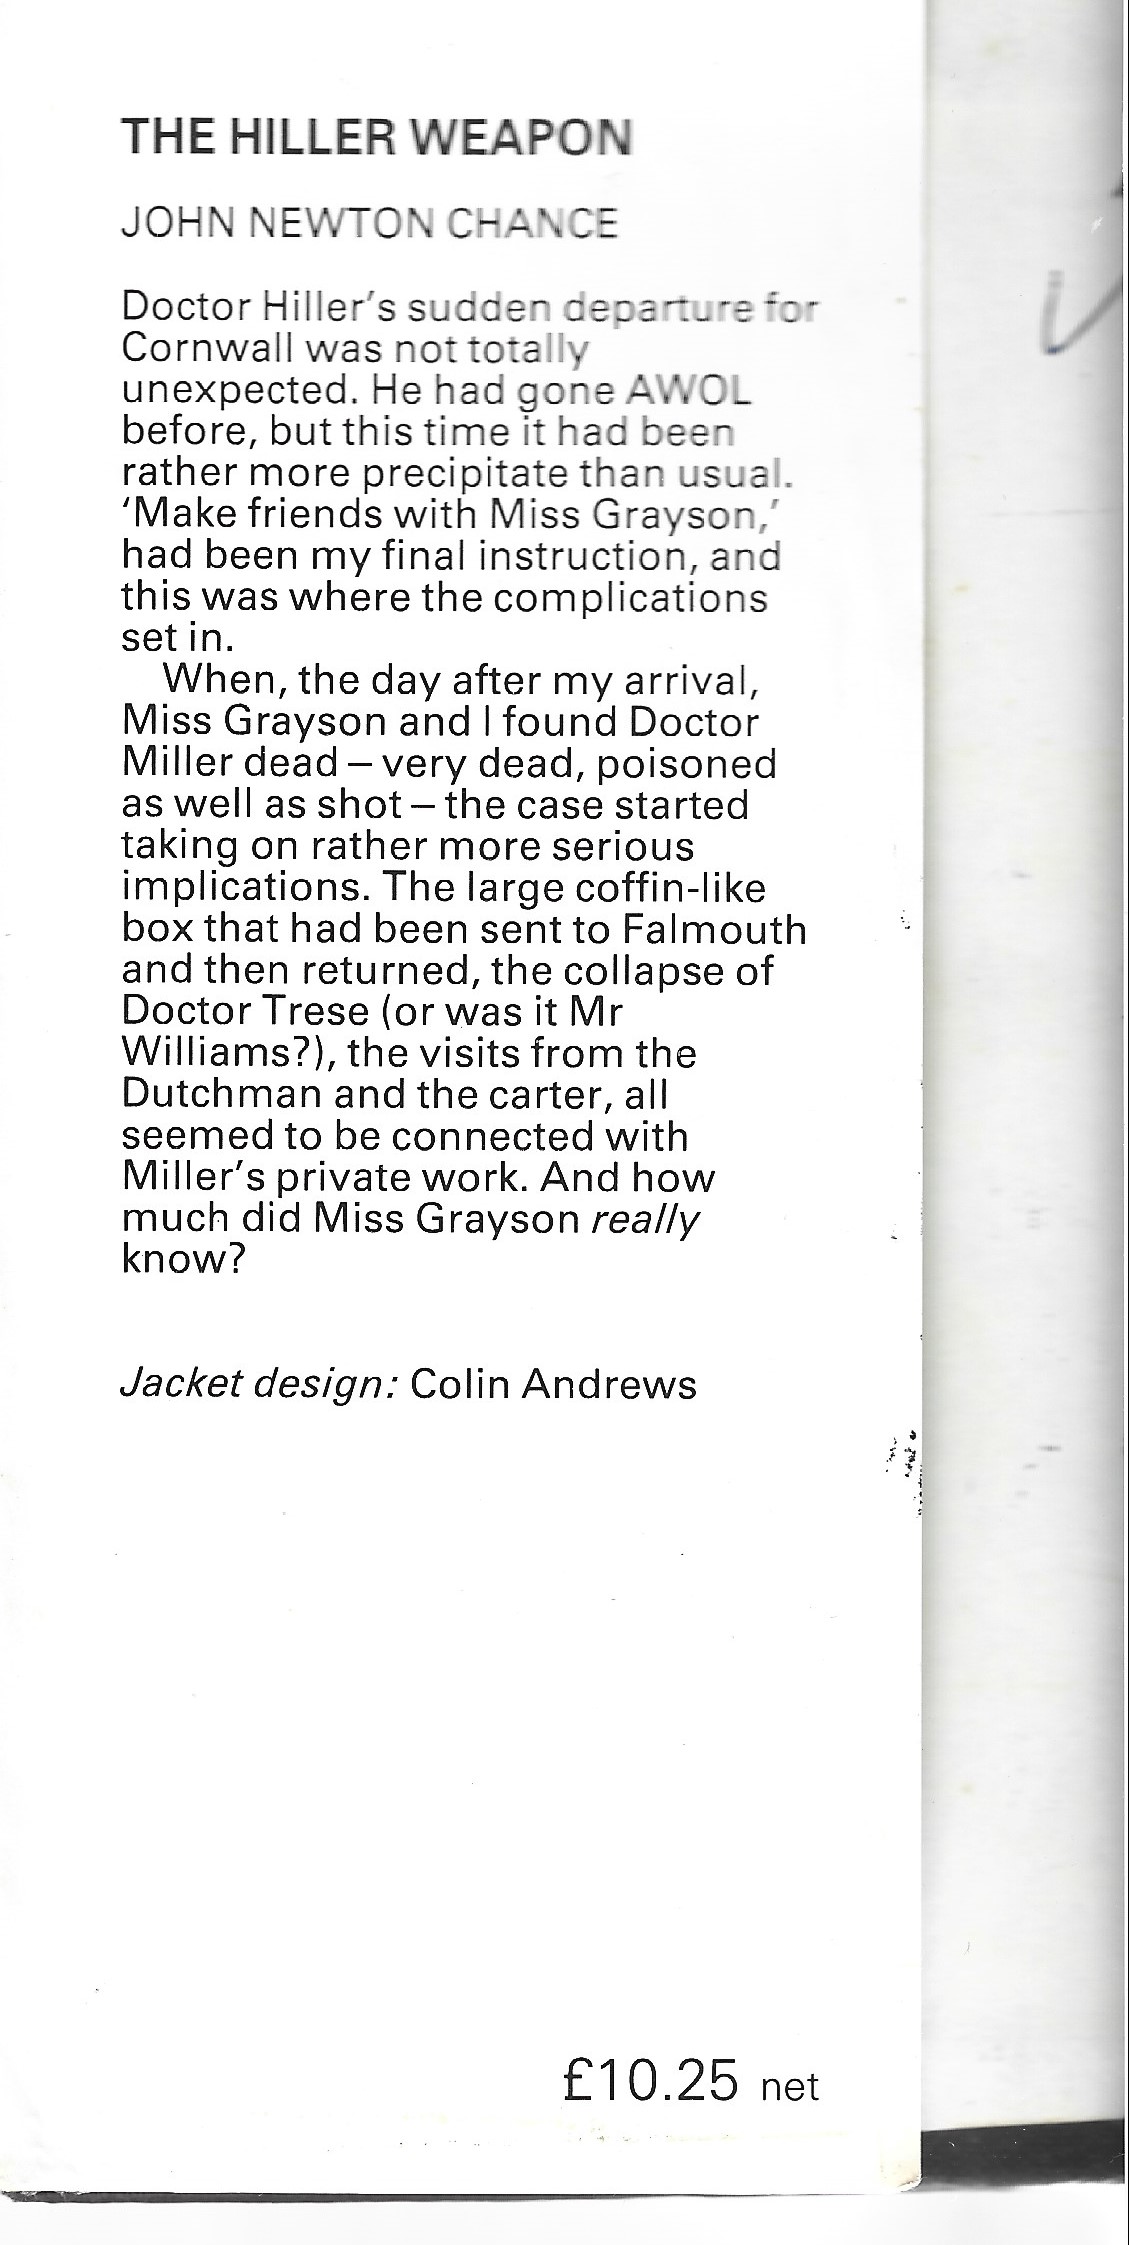 THE HILLER WEAPON
JOHN NEWTON CHANCE
Doctor Hiller's sudden departure for
Cornwall was not totally
unexpected. He had gone AWOL
before, but this time it had been
rather more precipitate than usual.
‘Make friends with Miss Grayson,’
had been my final instruction, and
this was where the complications
set in.
When, the day after my arrival,
Miss Grayson and I found Doctor
Miller dead – very dead, poisoned
as well as shot – the case started
taking on rather more serious
implications. The large coffin-like
box that had been sent to Falmouth
and then returned, the collapse of
Doctor Trese (or was it Mr
Williams?), the visits from the
Dutchman and the carter, all
seemed to be connected with
Miller's private work. And how
much did Miss Grayson really
know?
Jacket design: Colin Andrews
£10.25 net